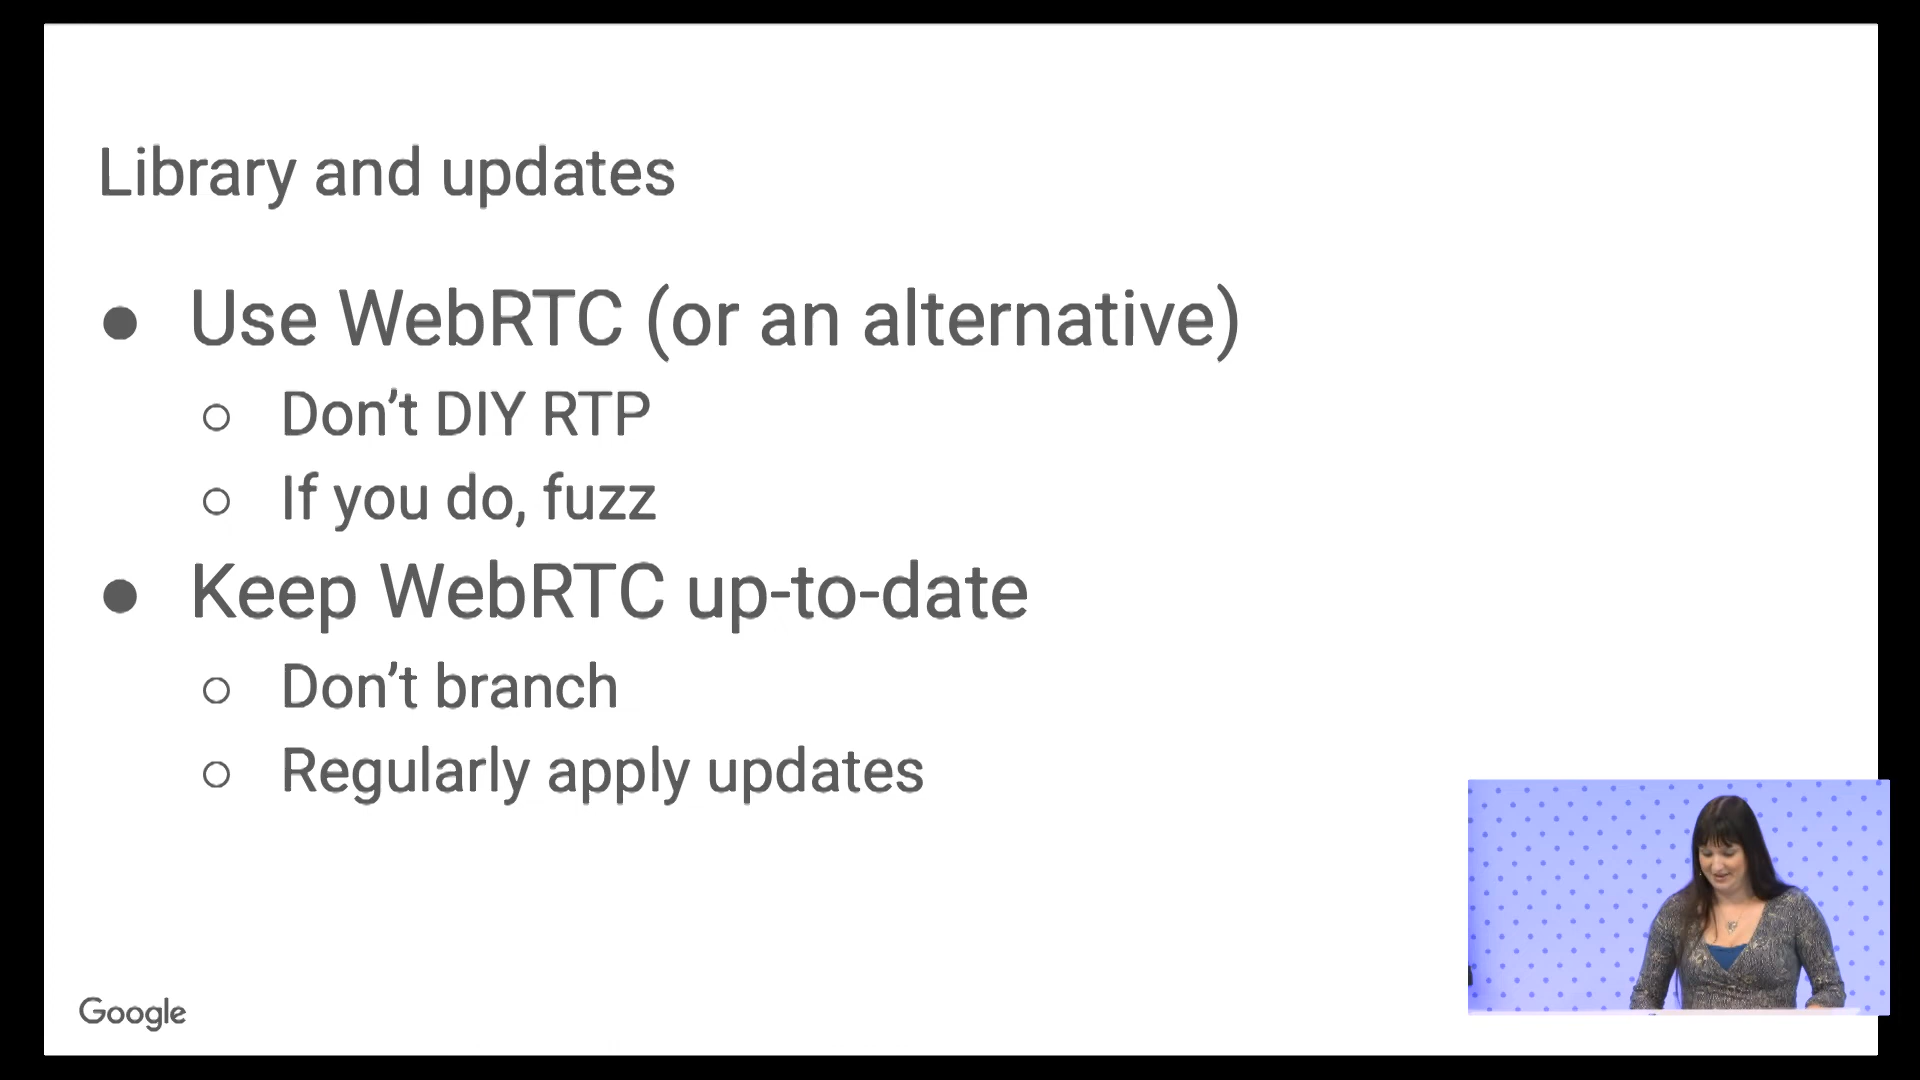 Library and updates
● Use WebRTC (or an alternative)
○ Don’t DIY RTP
○ If you do, fuzz
● Keep WebRTC up-to-date
○ Don’t branch
○ Regularly apply updates
Google